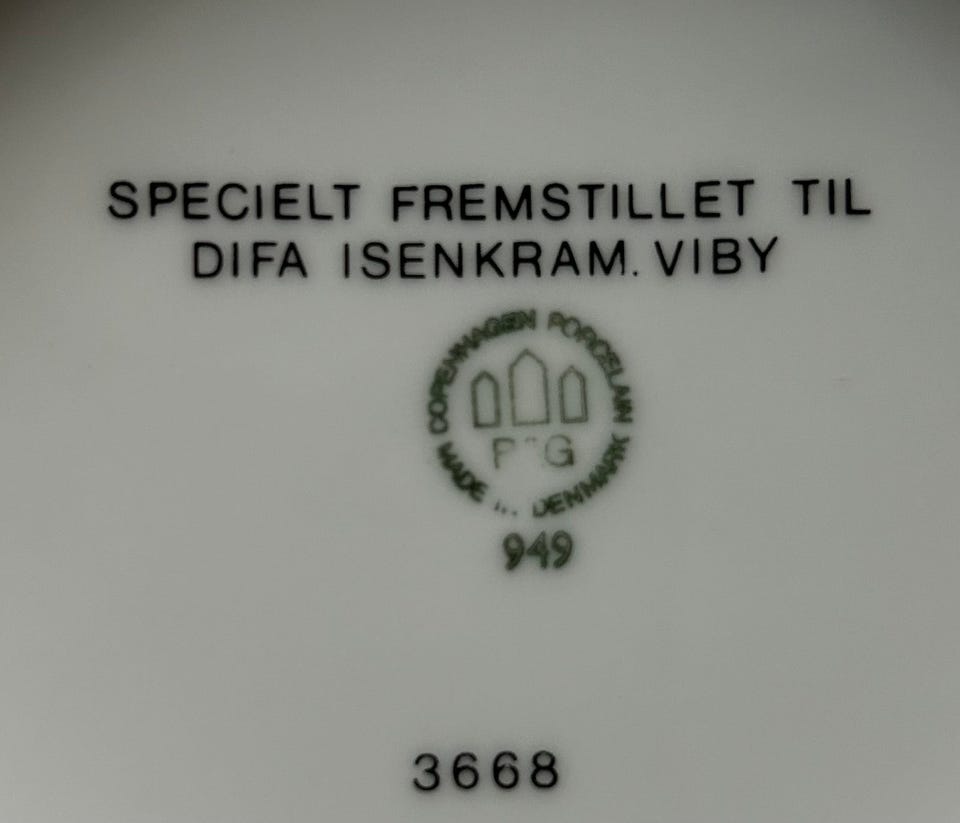 SPECIELT FREMSTILLET TIL
DIFA ISENKRAM. VIBY
COPENHAGEN PORCELAIN
MADE DENMARK
949
3668